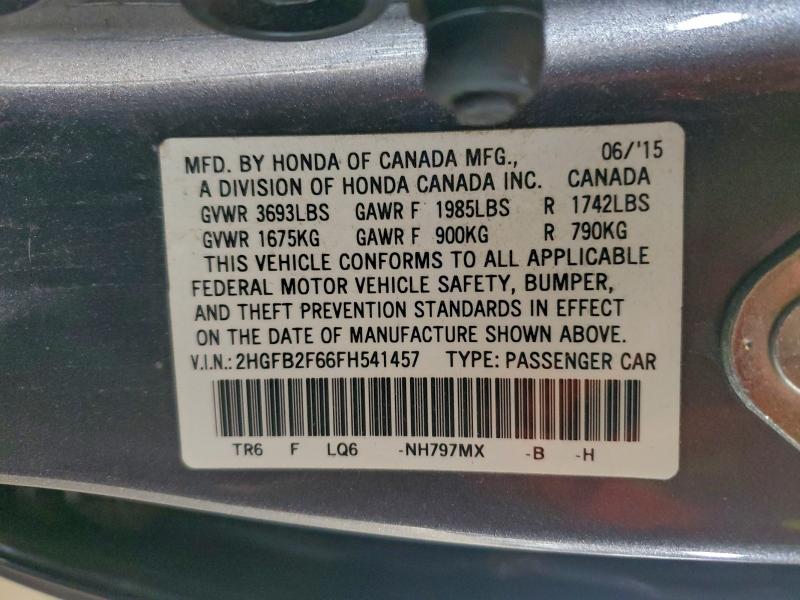 MFD. BY HONDA OF CANADA MFG., 06/'15
A DIVISION OF HONDA CANADA INC. CANADA
GVWR 3693LBS GAWR F 1985LBS R 1742LBS
GVWR 1675KG GAWR F 900KG R 790KG
THIS VEHICLE CONFORMS TO ALL APPLICABLE
FEDERAL MOTOR VEHICLE SAFETY, BUMPER,
AND THEFT PREVENTION STANDARDS IN EFFECT
ON THE DATE OF MANUFACTURE SHOWN ABOVE.
V.I.N.: 2HGFB2F66FH541457 TYPE: PASSENGER CAR
TR6 F LQ6 -NH797MX -B -H